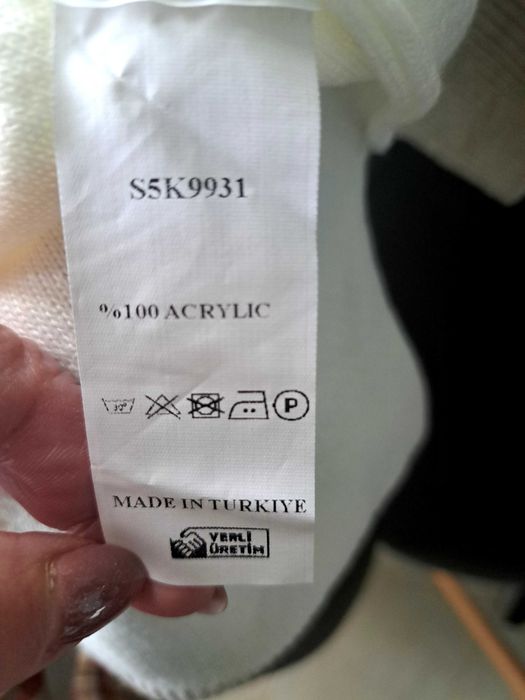 S5K9931
%100 ACRYLIC
30°
P
MADE IN TURKIYE
YERLİ
ÜRETİM